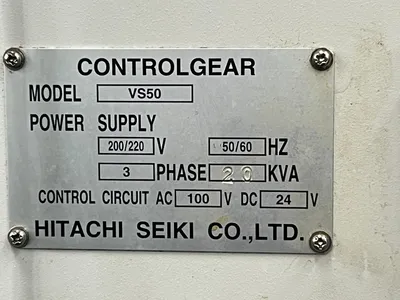 CONTROLGEAR
MODEL VS50
POWER SUPPLY
200/220 V 50/60 HZ
3 PHASE 20 KVA
CONTROL CIRCUIT AC 100 V DC 24 V
HITACHI SEIKI CO.,LTD.